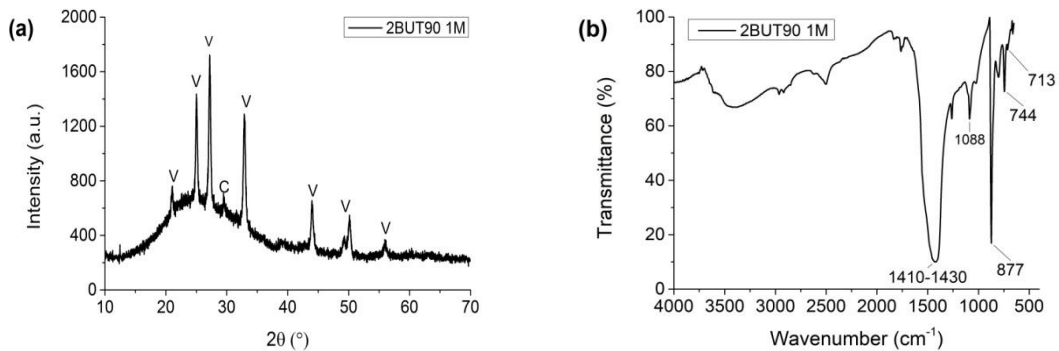 (a)
2BUT90 1M
Intensity (a.u.)
2000
1600
1200
800
400
0
V
V
V
C
V
V
V
V
10
20
30
40
50
60
70
2θ (°)
(b)
2BUT90 1M
Transmittance (%)
100
80
60
40
20
0
713
744
1088
877
1410-1430
4000
3500
3000
2500
2000
1500
1000
500
Wavenumber (cm⁻¹)